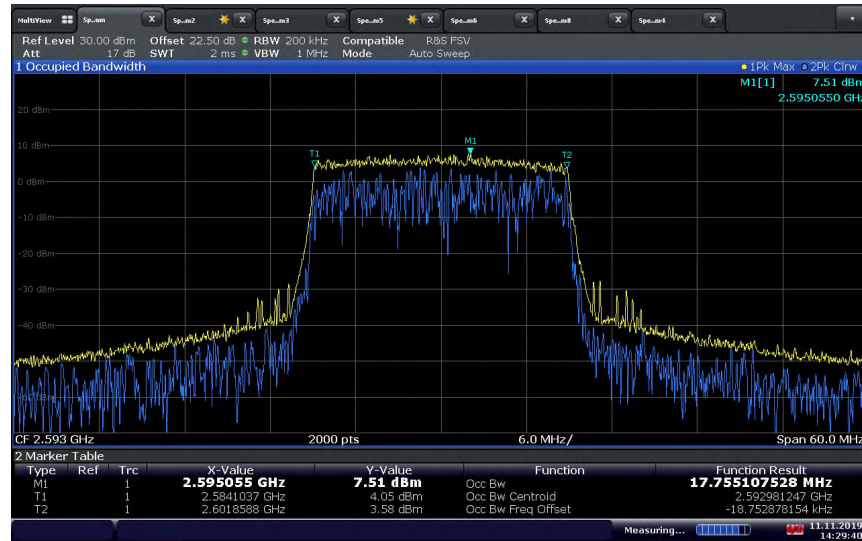 MultiView Sp...um X Sp...m2 X Spe...m3 X Spe...m5 X Spe...m6 X Spe...m8 X Spe...m4 X
Ref Level 30.00 dBm Offset 22.50 dB RBW 200 kHz Compatible R&S FSV
Att 17 dB SWT 2 ms VBW 1 MHz Mode Auto Sweep
1 Occupied Bandwidth 1Pk Max 2Pk Clrw
M1[1] 7.51 dBm
2.5950550 GHz
20 dBm
10 dBm
M1
T1 T2
0 dBm
-10 dBm
-20 dBm
-30 dBm
-40 dBm
CF 2.593 GHz 2000 pts 6.0 MHz/ Span 60.0 MHz
2 Marker Table
Type Ref Trc X-Value Y-Value Function Function Result
M1 1 2.595055 GHz 7.51 dBm Occ Bw 17.755107528 MHz
T1 1 2.5841037 GHz 4.05 dBm Occ Bw Centroid 2.592981247 GHz
T2 1 2.6018588 GHz 3.58 dBm Occ Bw Freq Offset -18.752878154 kHz
Measuring... 11.11.2019
14:29:40